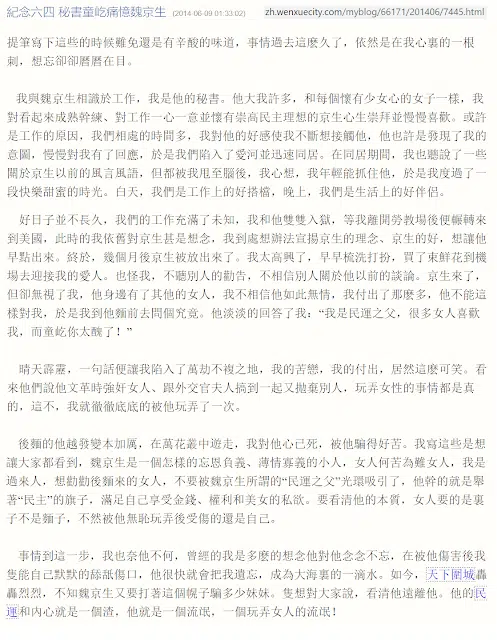 紀念六四 秘書童屹痛憶魏京生 (2014-06-09 01:33:02)
zh.wenxuecity.com/myblog/66171/201406/7445.html
提筆寫下這些的時候難免還是有辛酸的味道，事情過去這麽久了，依然是在我心裏的一根
刺，想忘卻卻曆曆在目。
我與魏京生相識於工作，我是他的秘書。他大我許多，和每個懷有少女心的女子一樣，我
對看起來成熟幹練、對工作一心一意並懷有崇高民主理想的京生心生崇拜並慢慢喜歡。或許
是工作的原因，我們相處的時間多，我對他的好感使我不斷想接觸他，他也許是發現了我的
意圖，慢慢對我有了回應，於是我們陷入了愛河並迅速同居。在同居期間，我也聽說了一些
關於京生以前的風言風語，但都被我甩至腦後，我心想，我年輕能抓住他，於是我度過了一
段快樂甜蜜的時光。白天，我們是工作上的好搭檔，晚上，我們是生活上的好伴侶。
好日子並不長久，我們的工作充滿了未知，我和他雙雙入獄，等我離開勞教場後便輾轉來
到美國，此時的我依舊對京生甚是想念，我到處想辦法宣揚京生的理念、京生的好，想讓他
早點出來。終於，幾個月後京生被放出來了。我太高興了，早早梳洗打扮，買了束鮮花到機
場去迎接我的愛人。也怪我，不聽別人的勸告，不相信別人關於他以前的談論。京生來了，
但卻無視了我，他身邊有了其他的女人，我不相信他如此無情，我付出了那麽多，他不能這
樣對我，於是我到他麵前去問個究竟。他淡淡的回答了我：“我是民運之父，很多女人喜歡
我，而童屹你太醜了！”
晴天霹靂，一句話便讓我陷入了萬劫不複之地，我的苦戀，我的付出，居然這麽可笑。看
來他們說他文革時強奸女人、跟外交官夫人搞到一起又拋棄別人，玩弄女性的事情都是真
的，這不，我就徹徹底底的被他玩弄了一次。
後麵的他越發變本加厲，在萬花叢中遊走，我對他心已死，被他騙得好苦。我寫這些是想
讓大家都看到，魏京生是一個怎樣的忘恩負義、薄情寡義的小人，女人何苦為難女人，我是
過來人，想勸勸後麵來的女人，不要被魏京生所謂的“民運之父”光環吸引了，他幹的就是舉
著“民主”的旗子，滿足自己享受金錢、權利和美女的私欲。要看清他的本質，女人要的是裏
子不是麵子，不然被他無恥玩弄後受傷的還是自己。
事情到這一步，我也奈他不何，曾經的我是多麽的想念他對他念念不忘，在被他傷害後我
隻能自己默默的舔舐傷口，他很快就會把我遺忘，成為大海裏的一滴水。如今，天下圍城轟
轟烈烈，不知魏京生又要打著這個幌子騙多少妹妹。隻想對大家說，看清他遠離他。他的民
運和內心就是一個渣，他就是一個流氓，一個玩弄女人的流氓！